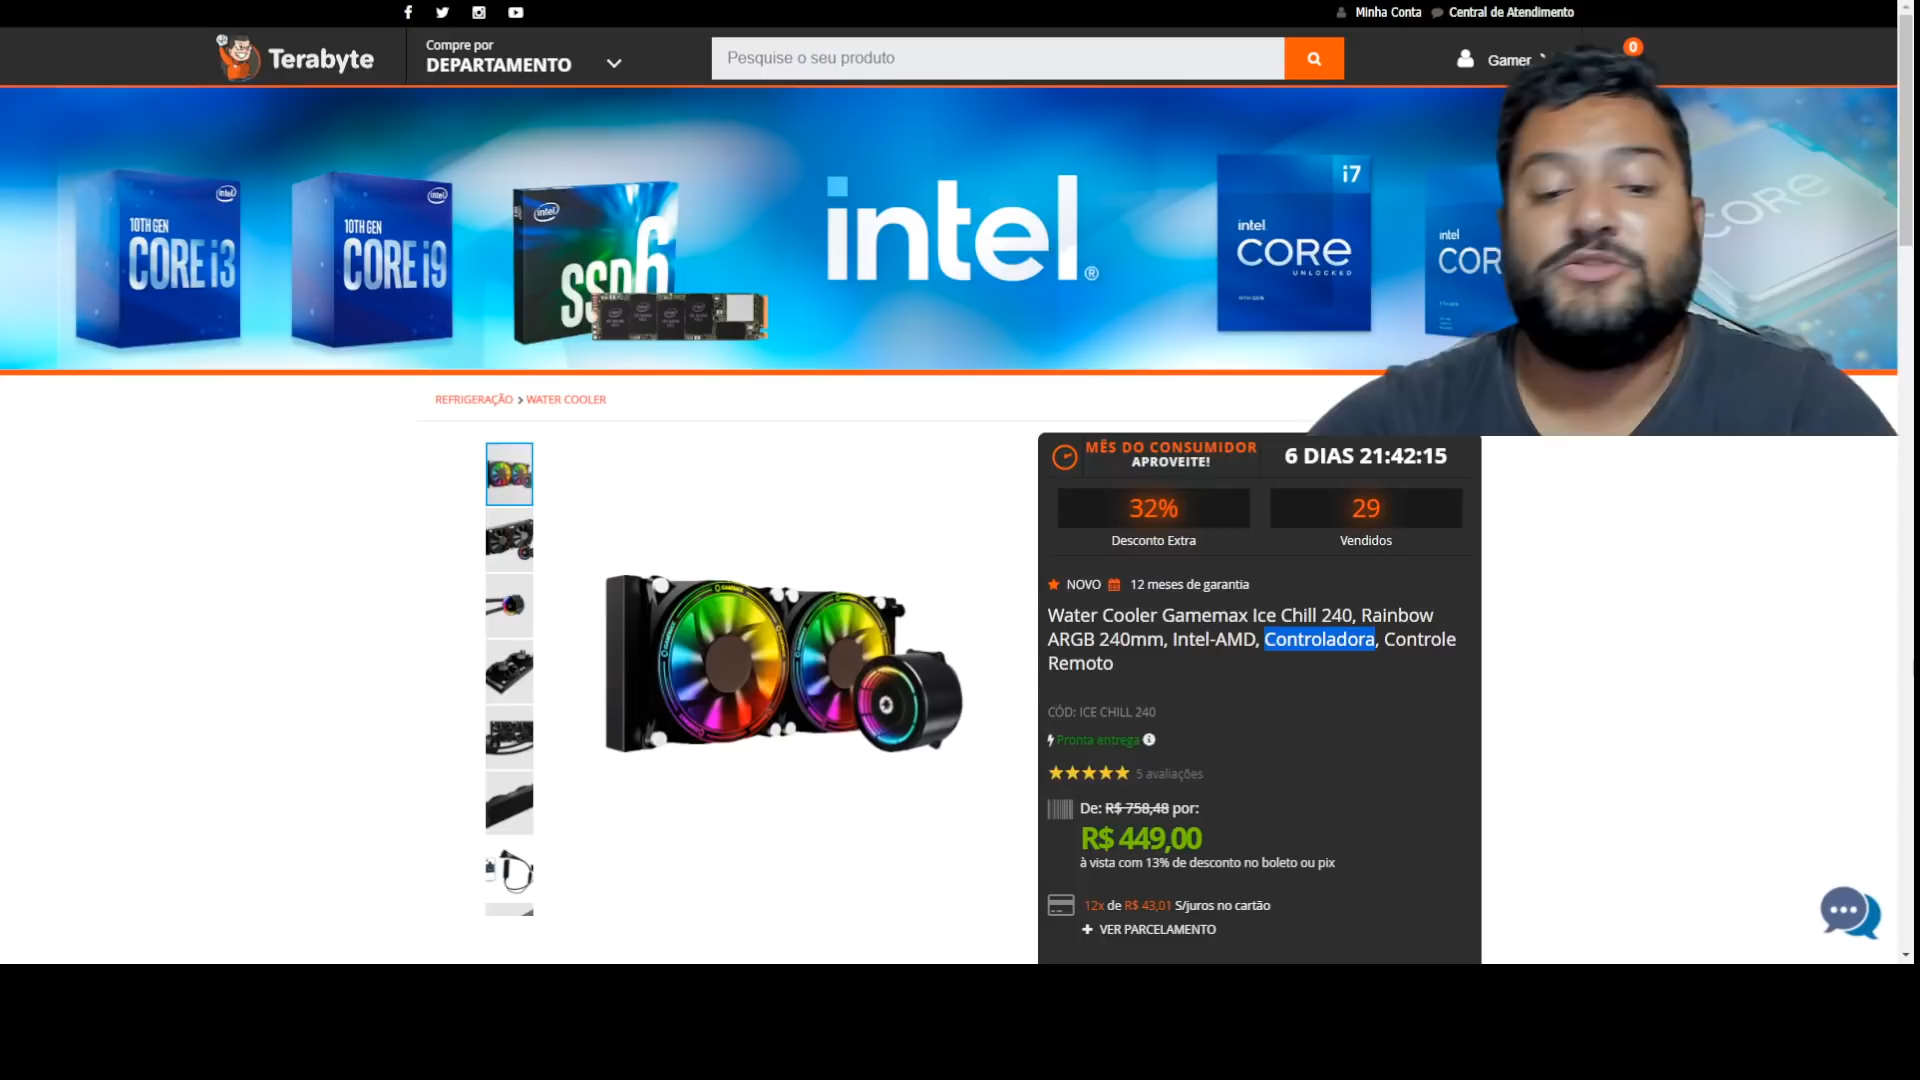 Minha Conta
Central de Atendimento
Terabyte
Compre por
DEPARTAMENTO
Pesquise o seu produto
Gamer
0
10TH GEN
CORE i3
intel
10TH GEN
CORE i9
intel
intel
SSD 6
intel®
i7
intel
CORE
UNLOCKED
intel
COR
CORE
REFRIGERAÇÃO > WATER COOLER
MÊS DO CONSUMIDOR
APROVEITE!
6 DIAS 21:42:15
32%
Desconto Extra
29
Vendidos
NOVO 12 meses de garantia
Water Cooler Gamemax Ice Chill 240, Rainbow
ARGB 240mm, Intel-AMD, Controladora, Controle
Remoto
CÓD: ICE CHILL 240
Pronta entrega
5 avaliações
De: R$ 758,48 por:
R$ 449,00
à vista com 13% de desconto no boleto ou pix
12x de R$ 43,01 S/juros no cartão
+ VER PARCELAMENTO